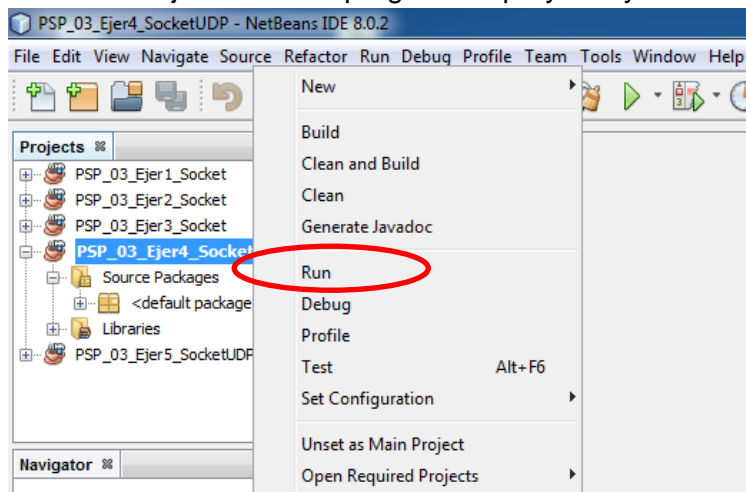 PSP_03_Ejer4_SocketUDP - NetBeans IDE 8.0.2
File Edit View Navigate Source Refactor Run Debug Profile Team Tools Window Help
Projects
PSP_03_Ejer1_Socket
PSP_03_Ejer2_Socket
PSP_03_Ejer3_Socket
PSP_03_Ejer4_Socket
Source Packages
<default package
Libraries
PSP_03_Ejer5_SocketUDP
Navigator
New
Build
Clean and Build
Clean
Generate Javadoc
Run
Debug
Profile
Test Alt+F6
Set Configuration
Unset as Main Project
Open Required Projects